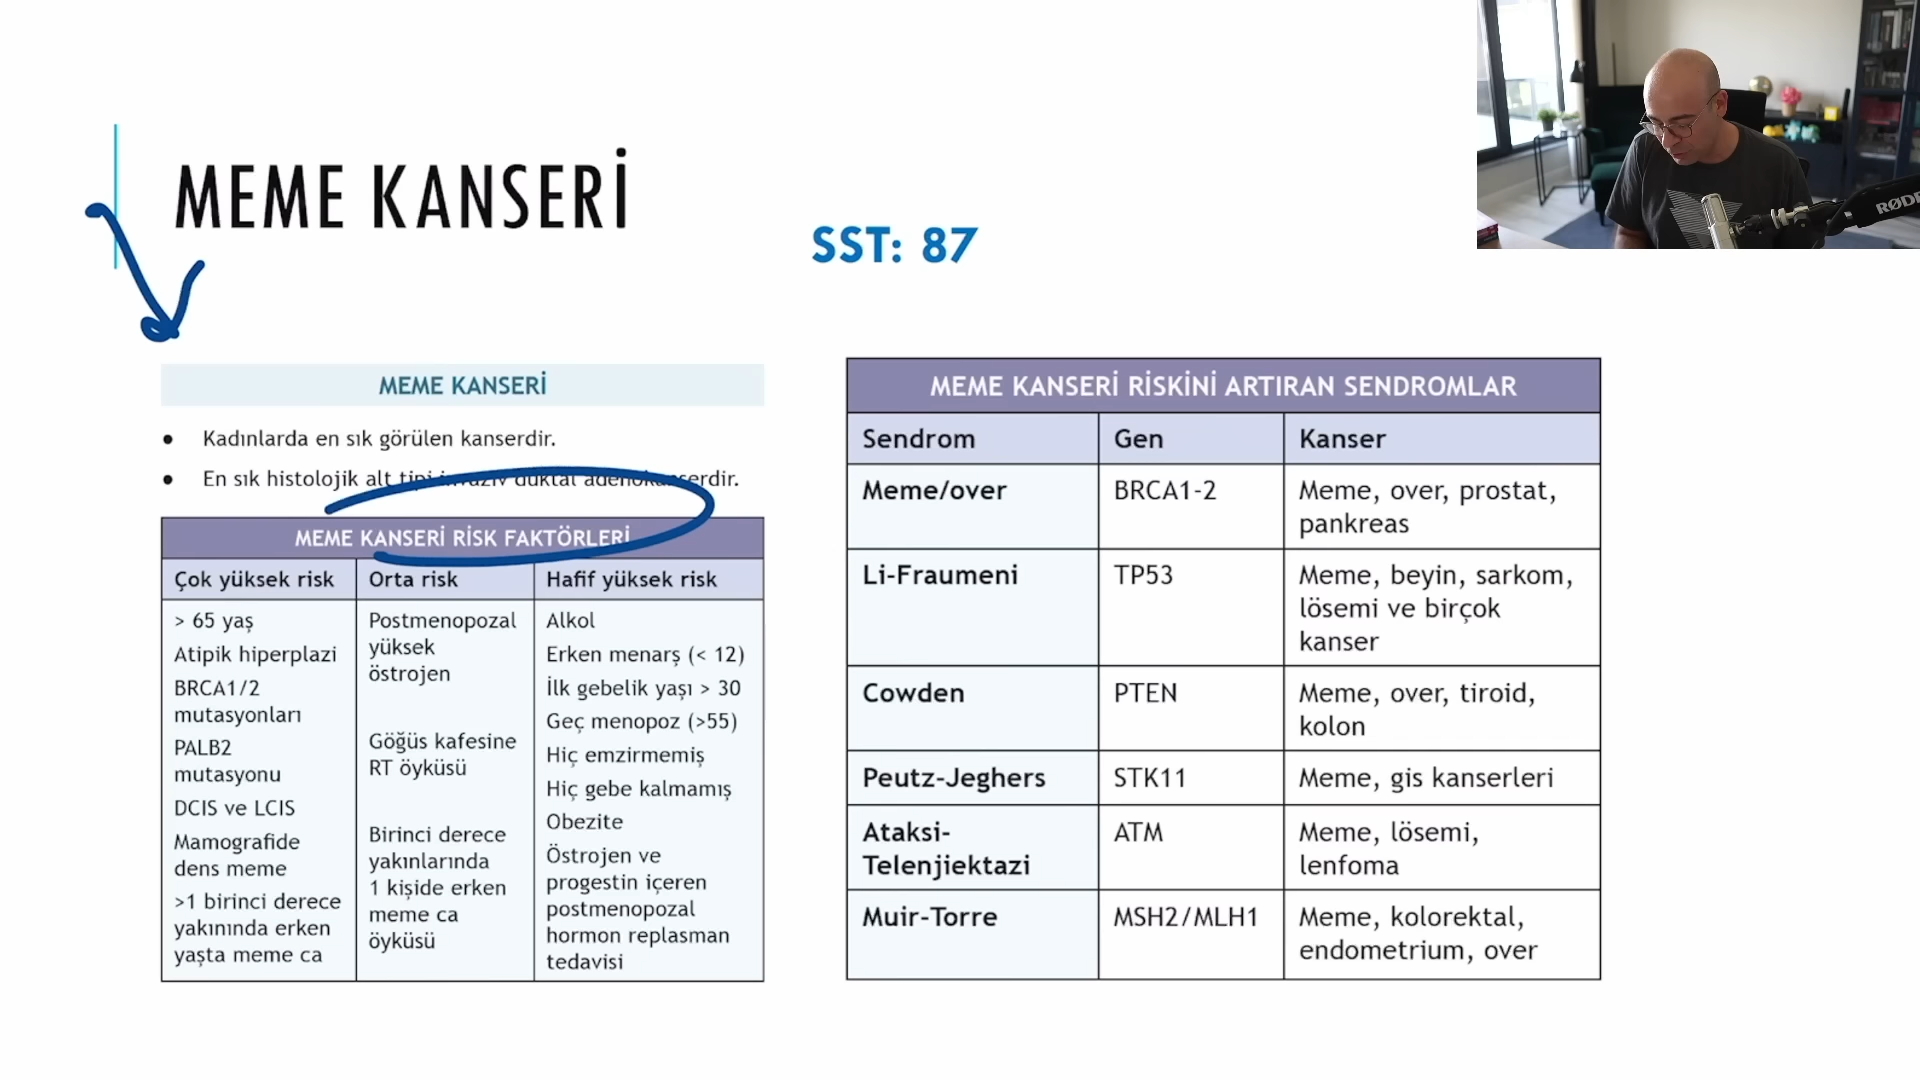 MEME KANSERİ
SST: 87
MEME KANSERİ
● Kadınlarda en sık görülen kanserdir.
● En sık histolojik alt tipi invaziv duktal adenokanserdir.
MEME KANSERİ RİSK FAKTÖRLERİ
Çok yüksek risk
> 65 yaş
Atipik hiperplazi
BRCA1/2
mutasyonları
PALB2
mutasyonu
DCIS ve LCIS
Mamografide
dens meme
>1 birinci derece
yakınında erken
yaşta meme ca
Orta risk
Postmenopozal
yüksek
östrojen
Göğüs kafesine
RT öyküsü
Birinci derece
yakınlarında
1 kişide erken
meme ca
öyküsü
Hafif yüksek risk
Alkol
Erken menarş (< 12)
İlk gebelik yaşı > 30
Geç menopoz (>55)
Hiç emzirmemiş
Hiç gebe kalmamış
Obezite
Östrojen ve
progestin içeren
postmenopozal
hormon replasman
tedavisi
MEME KANSERİ RİSKİNİ ARTIRAN SENDROMLAR
Sendrom Gen Kanser
Meme/over BRCA1-2 Meme, over, prostat,
pankreas
Li-Fraumeni TP53 Meme, beyin, sarkom,
lösemi ve birçok
kanser
Cowden PTEN Meme, over, tiroid,
kolon
Peutz-Jeghers STK11 Meme, gis kanserleri
Ataksi- ATM Meme, lösemi,
Telenjiektazi lenfoma
Muir-Torre MSH2/MLH1 Meme, kolorektal,
endometrium, over
RØDE